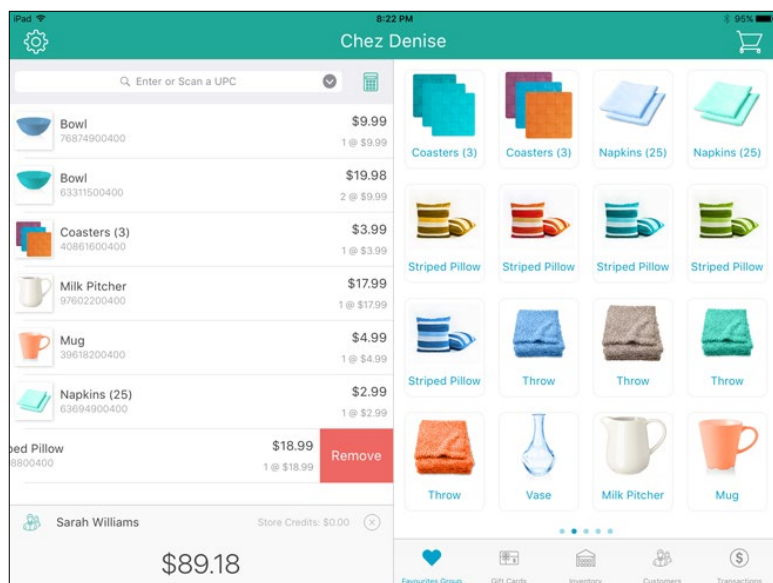 iPad 8:22 PM 95%
Chez Denise
Enter or Scan a UPC
Bowl $9.99
76874900400 1 @ $9.99
Bowl $19.98
63311500400 2 @ $9.99
Coasters (3) $3.99
40861600400 1 @ $3.99
Milk Pitcher $17.99
97602200400 1 @ $17.99
Mug $4.99
39618200400 1 @ $4.99
Napkins (25) $2.99
63694900400 1 @ $2.99
ped Pillow $18.99 Remove
8800400 1 @ $18.99
Sarah Williams Store Credits: $0.00
$89.18
Coasters (3) Coasters (3) Napkins (25) Napkins (25)
Striped Pillow Striped Pillow Striped Pillow Striped Pillow
Striped Pillow Throw Throw Throw
Throw Vase Milk Pitcher Mug
Favourites Group Gift Cards Inventory Customers Transactions